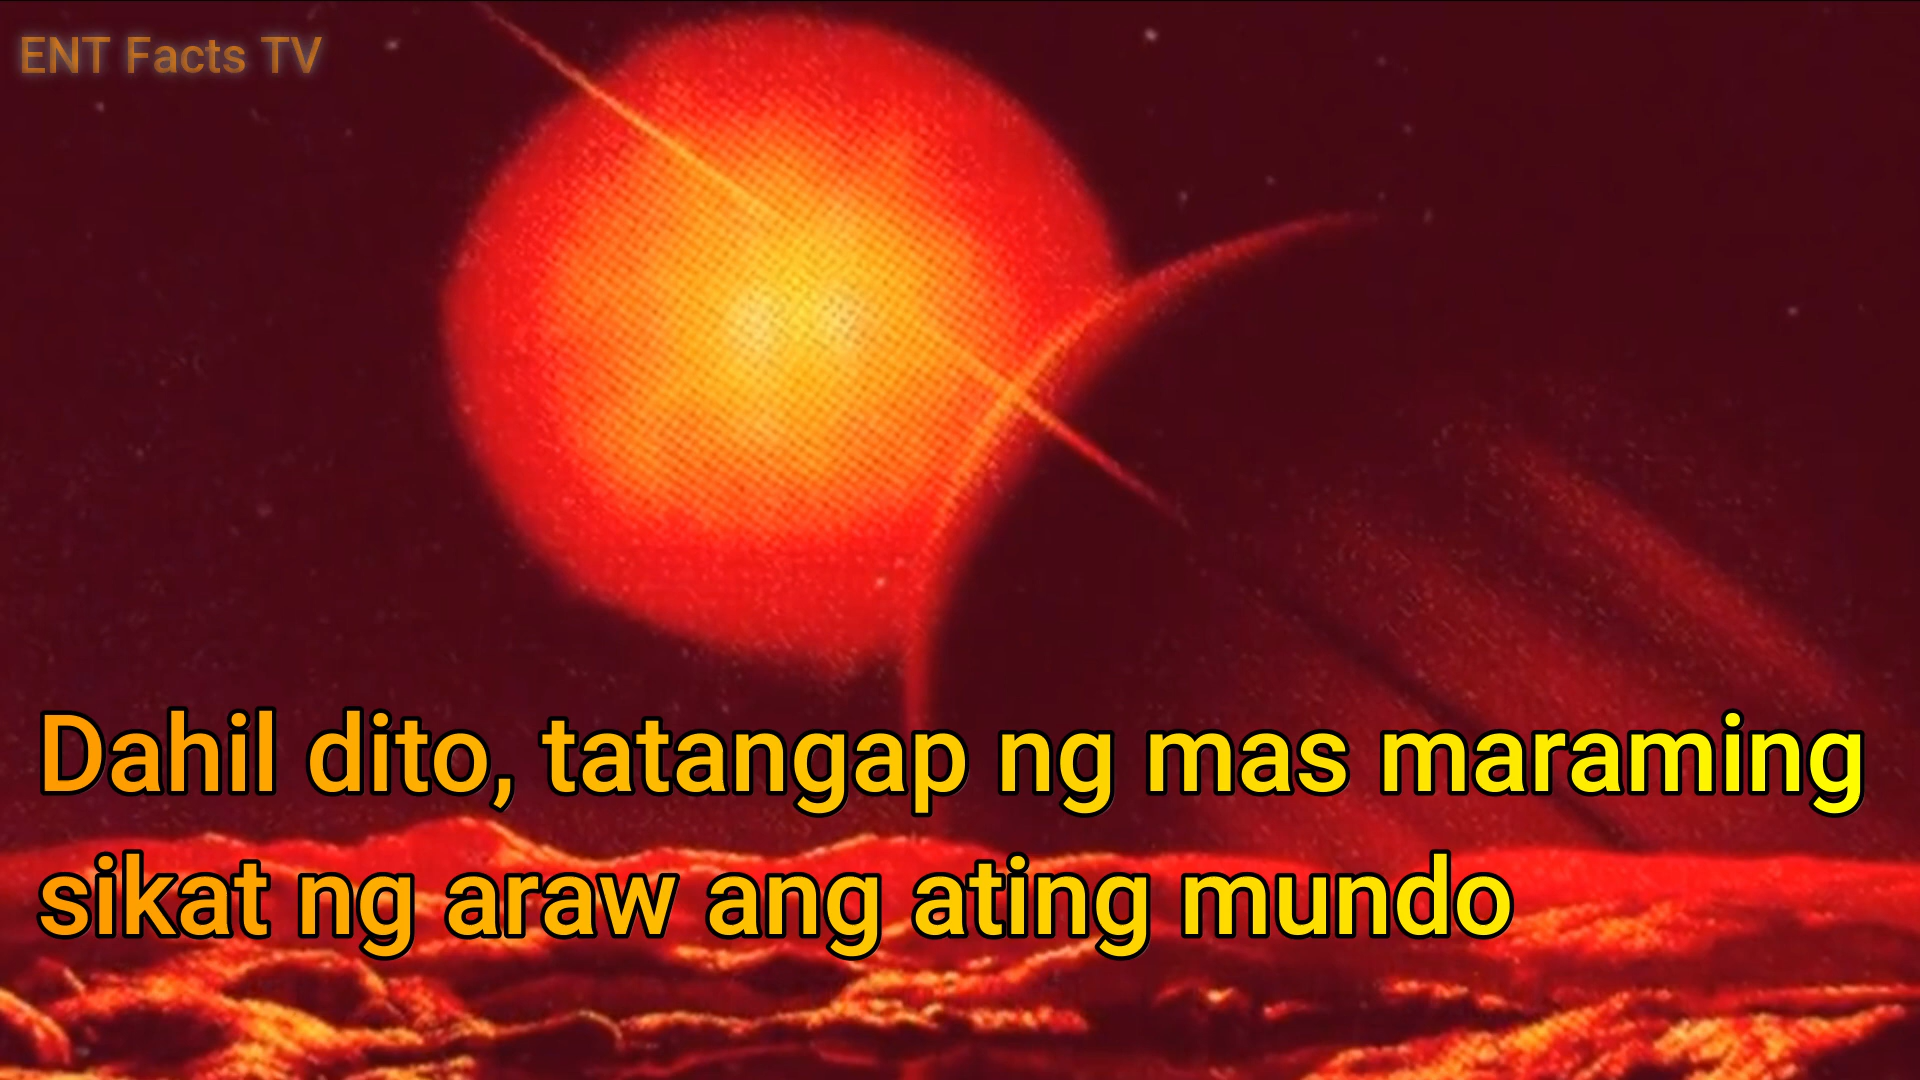 ENT Facts TV
Dahil dito, tatangap ng mas maraming
sikat ng araw ang ating mundo